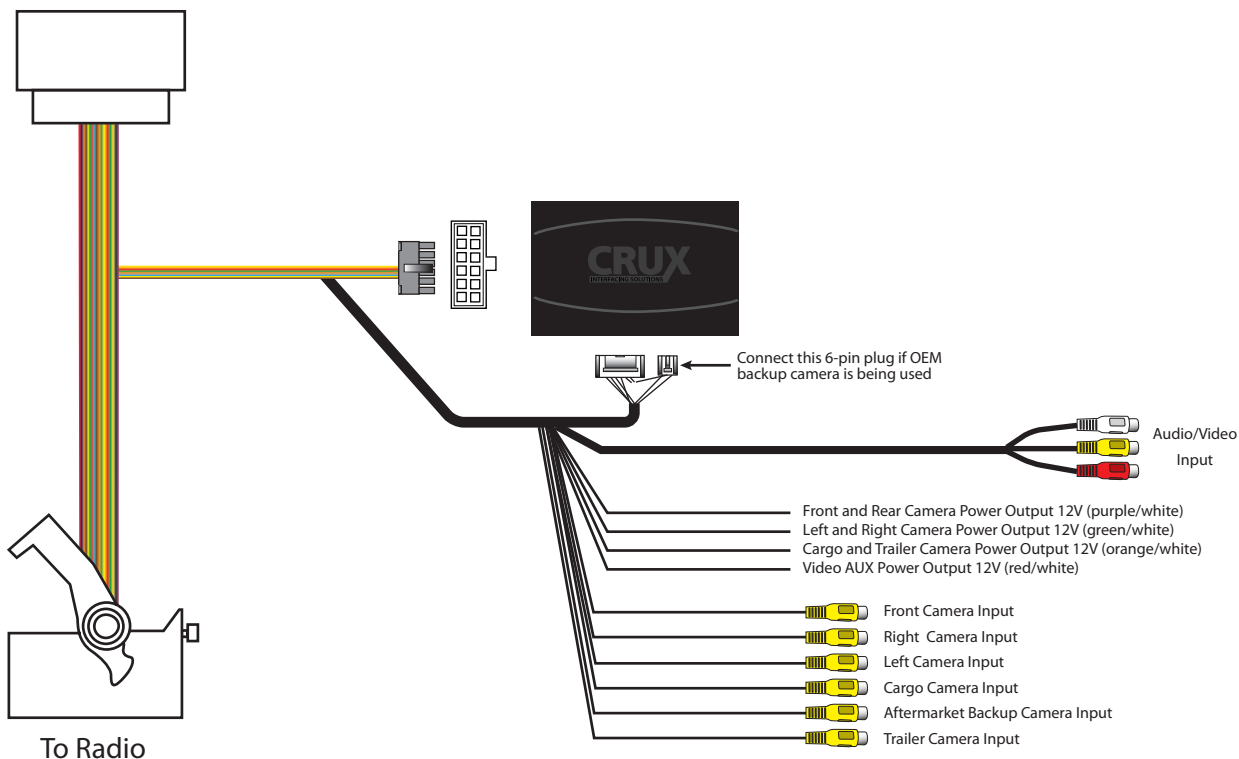 CRUX
INTERFACING SOLUTIONS
Connect this 6-pin plug if OEM
backup camera is being used
Audio/Video
Input
Front and Rear Camera Power Output 12V (purple/white)
Left and Right Camera Power Output 12V (green/white)
Cargo and Trailer Camera Power Output 12V (orange/white)
Video AUX Power Output 12V (red/white)
Front Camera Input
Right Camera Input
Left Camera Input
Cargo Camera Input
Aftermarket Backup Camera Input
Trailer Camera Input
To Radio